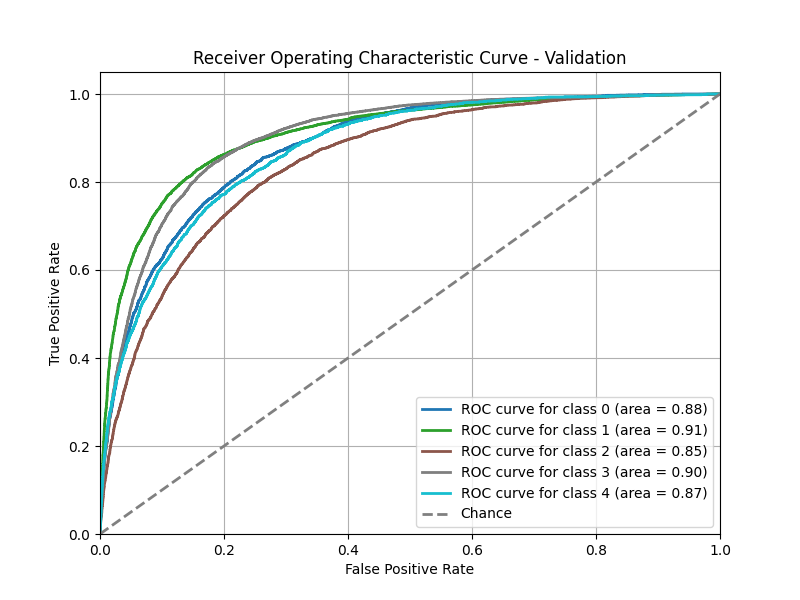 Receiver Operating Characteristic Curve - Validation
1.0
0.8
0.6
0.4
0.2
0.0
True Positive Rate
ROC curve for class 0 (area = 0.88)
ROC curve for class 1 (area = 0.91)
ROC curve for class 2 (area = 0.85)
ROC curve for class 3 (area = 0.90)
ROC curve for class 4 (area = 0.87)
Chance
0.0 0.2 0.4 0.6 0.8 1.0
False Positive Rate